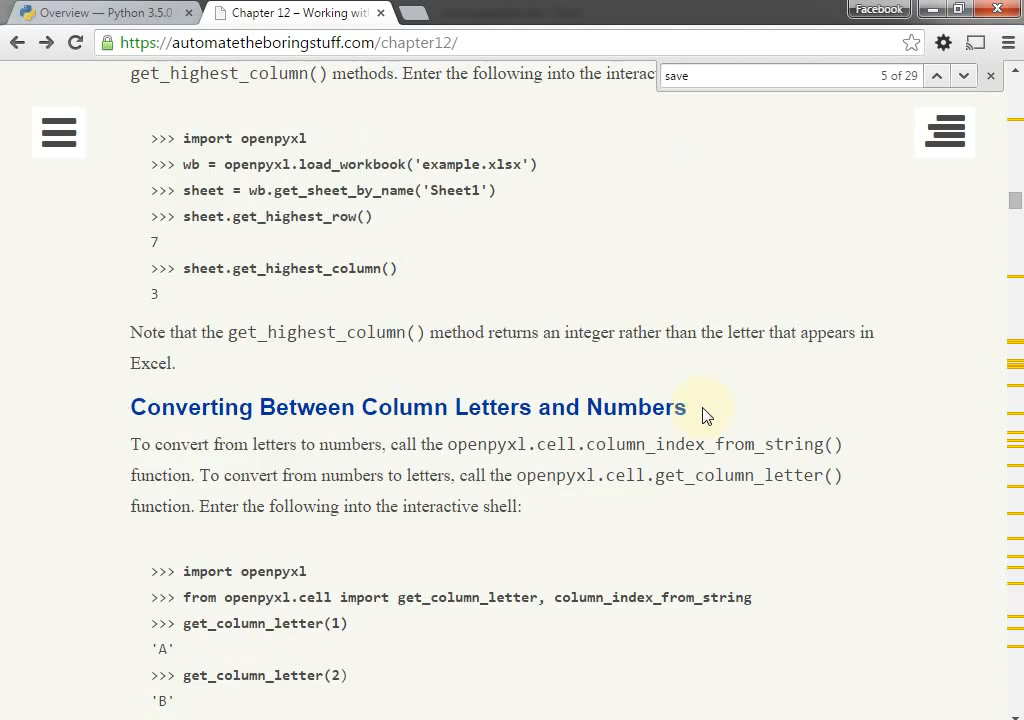 Overview — Python 3.5.0
Chapter 12 – Working wit
Facebook
https://automatetheboringstuff.com/chapter12/
save 5 of 29
get_highest_column() methods. Enter the following into the interac
>>> import openpyxl
>>> wb = openpyxl.load_workbook('example.xlsx')
>>> sheet = wb.get_sheet_by_name('Sheet1')
>>> sheet.get_highest_row()
7
>>> sheet.get_highest_column()
3
Note that the get_highest_column() method returns an integer rather than the letter that appears in
Excel.
Converting Between Column Letters and Numbers
To convert from letters to numbers, call the openpyxl.cell.column_index_from_string()
function. To convert from numbers to letters, call the openpyxl.cell.get_column_letter()
function. Enter the following into the interactive shell:
>>> import openpyxl
>>> from openpyxl.cell import get_column_letter, column_index_from_string
>>> get_column_letter(1)
'A'
>>> get_column_letter(2)
'B'